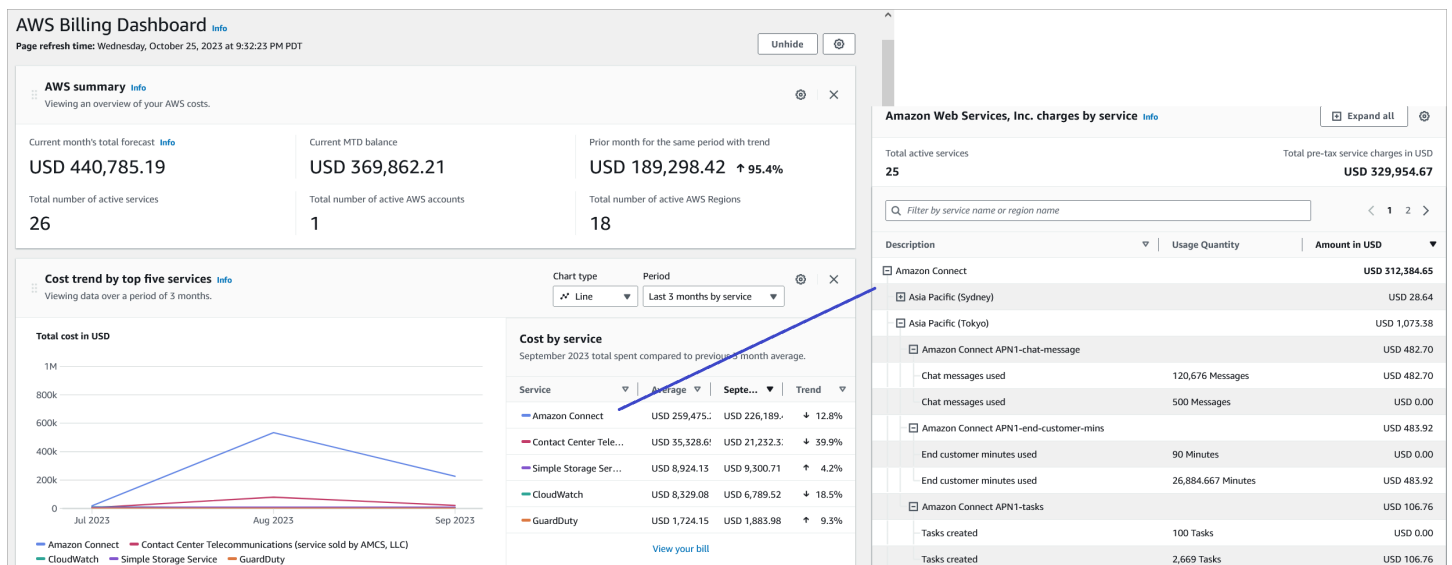 AWS Billing Dashboard Info
Page refresh time: Wednesday, October 25, 2023 at 9:32:23 PM PDT
Unhide
AWS summary Info
Viewing an overview of your AWS costs.
Current month's total forecast Info
USD 440,785.19
Current MTD balance
USD 369,862.21
Prior month for the same period with trend
USD 189,298.42 ↑ 95.4%
Total number of active services
26
Total number of active AWS accounts
1
Total number of active AWS Regions
18
Cost trend by top five services Info
Viewing data over a period of 3 months.
Chart type
Line
Period
Last 3 months by service
Total cost in USD
1M
800k
600k
400k
200k
0
Jul 2023 Aug 2023 Sep 2023
Amazon Connect Contact Center Telecommunications (service sold by AMCS, LLC)
CloudWatch Simple Storage Service GuardDuty
Cost by service
September 2023 total spent compared to previous 3 month average.
Service Average Septe... Trend
Amazon Connect USD 259,475. USD 226,189. ↓ 12.8%
Contact Center Tele... USD 35,328.6 USD 21,232.3 ↓ 39.9%
Simple Storage Ser... USD 8,924.13 USD 9,300.71 ↑ 4.2%
CloudWatch USD 8,329.08 USD 6,789.52 ↓ 18.5%
GuardDuty USD 1,724.15 USD 1,883.98 ↑ 9.3%
View your bill
Amazon Web Services, Inc. charges by service Info
Expand all
Total active services
25
Total pre-tax service charges in USD
USD 329,954.67
Filter by service name or region name
< 1 2 >
Description Usage Quantity Amount in USD
Amazon Connect USD 312,384.65
Asia Pacific (Sydney) USD 28.64
Asia Pacific (Tokyo) USD 1,073.38
Amazon Connect APN1-chat-message USD 482.70
Chat messages used 120,676 Messages USD 482.70
Chat messages used 500 Messages USD 0.00
Amazon Connect APN1-end-customer-mins USD 483.92
End customer minutes used 90 Minutes USD 0.00
End customer minutes used 26,884.667 Minutes USD 483.92
Amazon Connect APN1-tasks USD 106.76
Tasks created 100 Tasks USD 0.00
Tasks created 2,669 Tasks USD 106.76